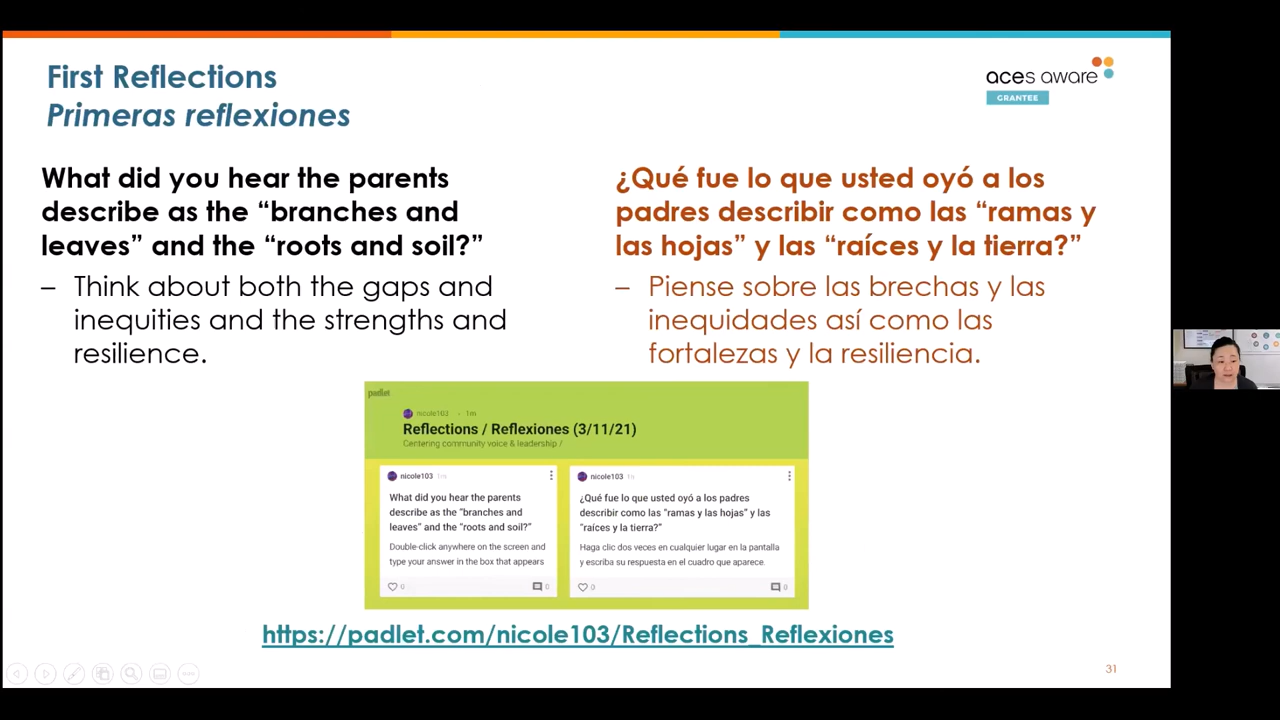 First Reflections
Primeras reflexiones
aces aware
GRANTEE
What did you hear the parents
describe as the “branches and
leaves” and the “roots and soil?”
– Think about both the gaps and
inequities and the strengths and
resilience.
¿Qué fue lo que usted oyó a los
padres describir como las “ramas y
las hojas” y las “raíces y la tierra?”
– Piense sobre las brechas y las
inequidades así como las
fortalezas y la resiliencia.
padlet
nicole103 · 1m
Reflections / Reflexiones (3/11/21)
Centering community voice & leadership /
nicole103 1m
What did you hear the parents
describe as the “branches and
leaves” and the “roots and soil?”
Double-click anywhere on the screen and
type your answer in the box that appears
0
0
nicole103
¿Qué fue lo que usted oyó a los padres
describir como las “ramas y las hojas” y las
“raíces y la tierra?”
Haga clic dos veces en cualquier lugar en la pantalla
y escriba su respuesta en el cuadro que aparece.
0
0
https://padlet.com/nicole103/Reflections_Reflexiones
31